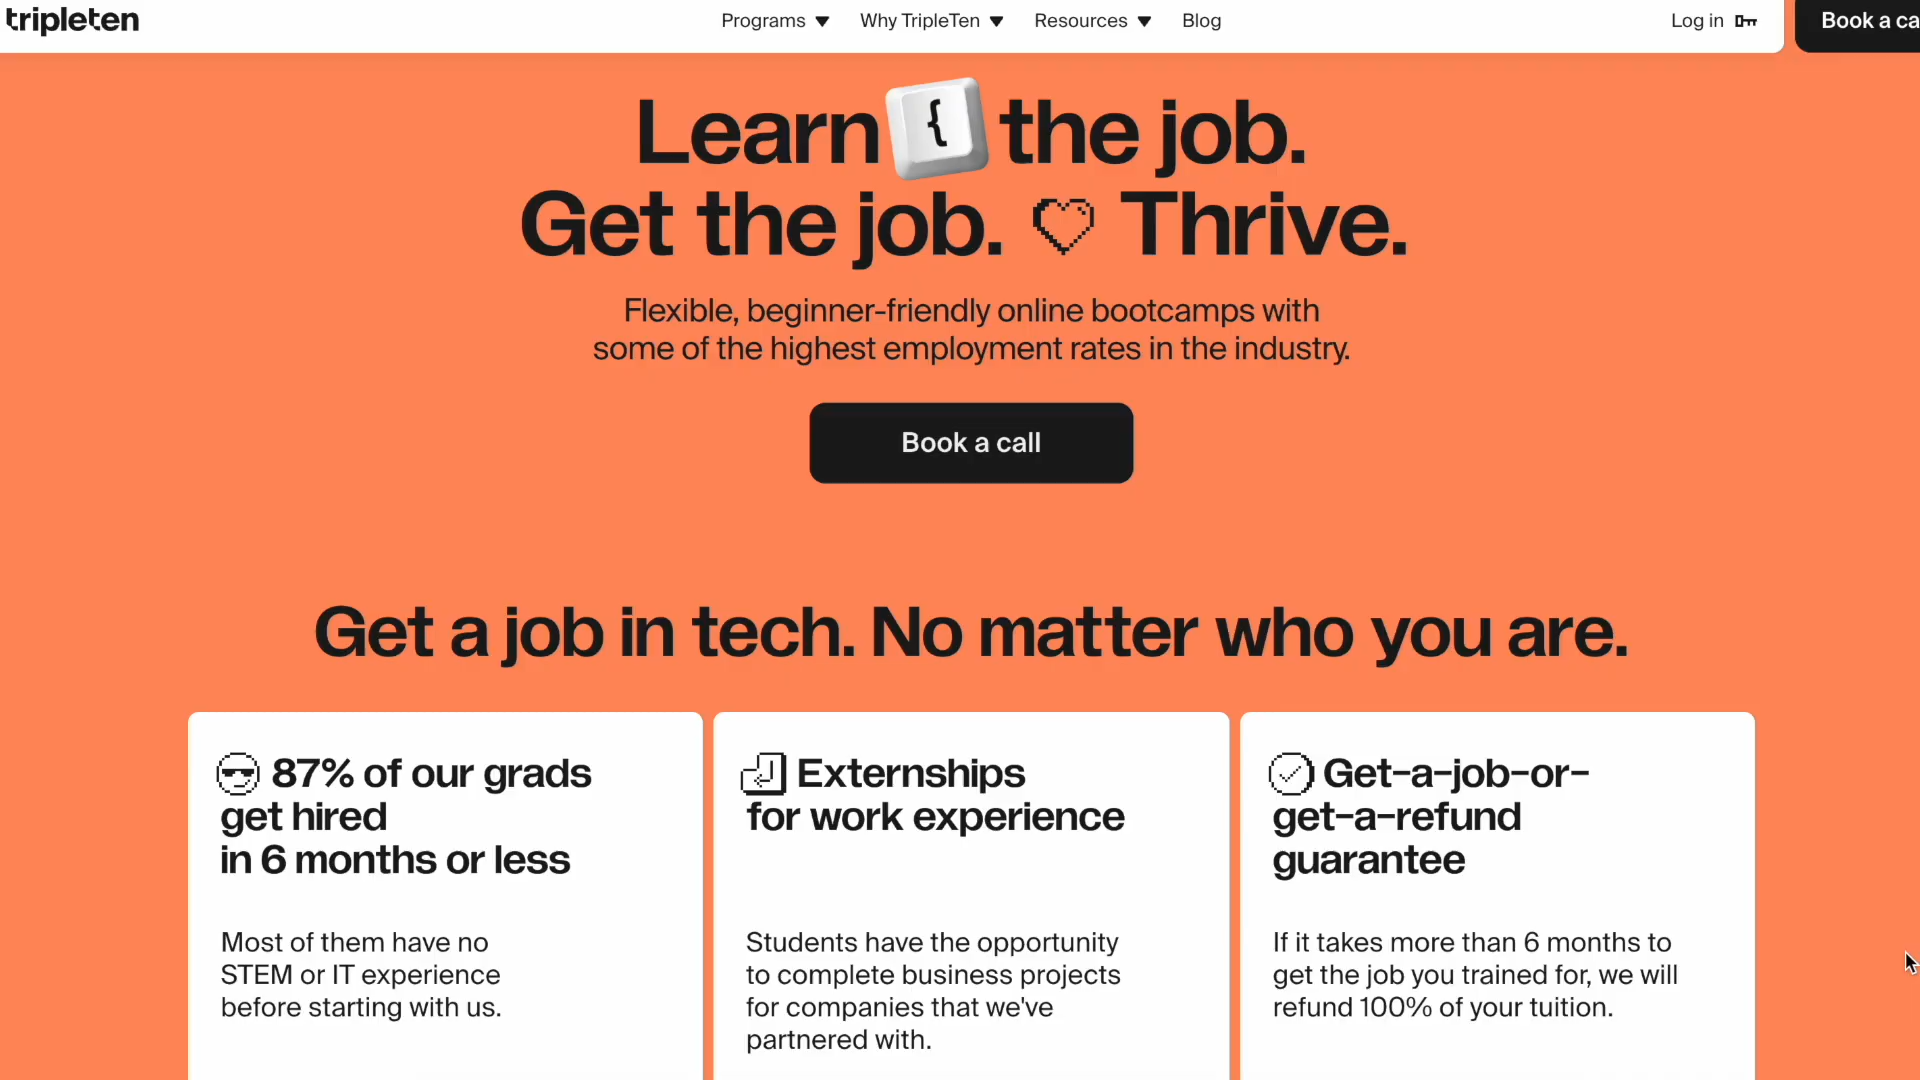 tripleten
Programs
Why TripleTen
Resources
Blog
Log in
Book a ca
Learn { the job.
Get the job. Thrive.
Flexible, beginner-friendly online bootcamps with
some of the highest employment rates in the industry.
Book a call
Get a job in tech. No matter who you are.
87% of our grads
get hired
in 6 months or less
Most of them have no
STEM or IT experience
before starting with us.
Externships
for work experience
Students have the opportunity
to complete business projects
for companies that we've
partnered with.
Get-a-job-or-
get-a-refund
guarantee
If it takes more than 6 months to
get the job you trained for, we will
refund 100% of your tuition.